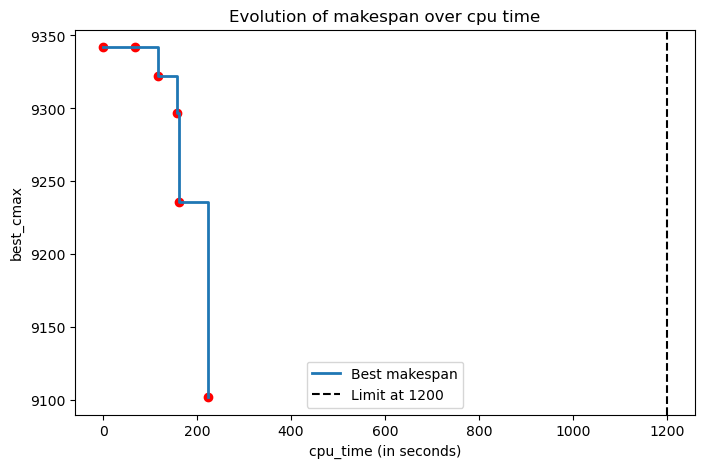 Evolution of makespan over cpu time
best_cmax
9350
9300
9250
9200
9150
9100
Best makespan
Limit at 1200
0 200 400 600 800 1000 1200
cpu_time (in seconds)